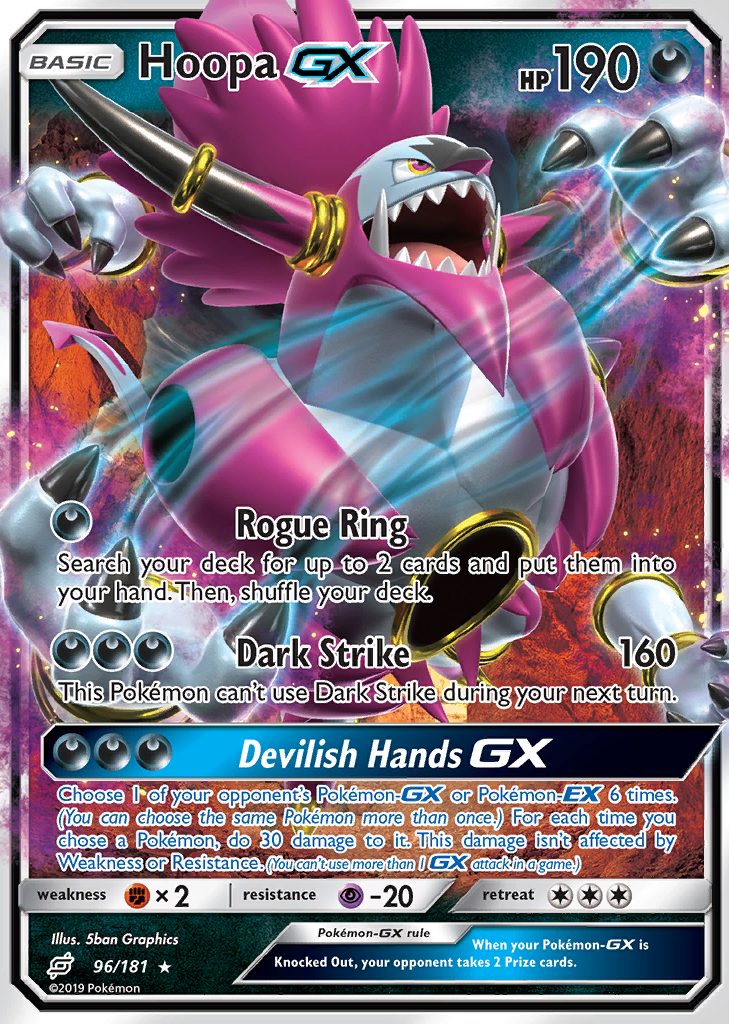 BASIC Hoopa GX HP 190
Rogue Ring
Search your deck for up to 2 cards and put them into
your hand. Then, shuffle your deck.
Dark Strike 160
This Pokémon can't use Dark Strike during your next turn.
Devilish Hands GX
Choose 1 of your opponent's Pokémon-GX or Pokémon-EX 6 times.
(You can choose the same Pokémon more than once.) For each time you
chose a Pokémon, do 30 damage to it. This damage isn't affected by
Weakness or Resistance. (You can't use more than 1 GX attack in a game.)
weakness × 2 resistance -20 retreat
Illus. 5ban Graphics
96/181
©2019 Pokémon
Pokémon-GX rule
When your Pokémon-GX is
Knocked Out, your opponent takes 2 Prize cards.